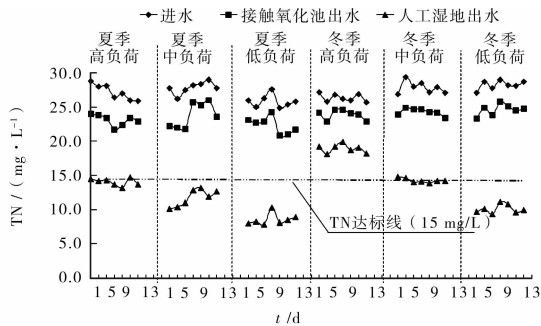 进水 接触氧化池出水 人工湿地出水
夏季 夏季 夏季 冬季 冬季 冬季
高负荷 中负荷 低负荷 高负荷 中负荷 低负荷
30.0
25.0
20.0
15.0
10.0
5.0
0.0
TN /（mg·L⁻¹）
TN达标线（15 mg/L）
1 5 9 13 1 5 9 13 1 5 9 13 1 5 9 13 1 5 9 13 1 5 9 13
t /d